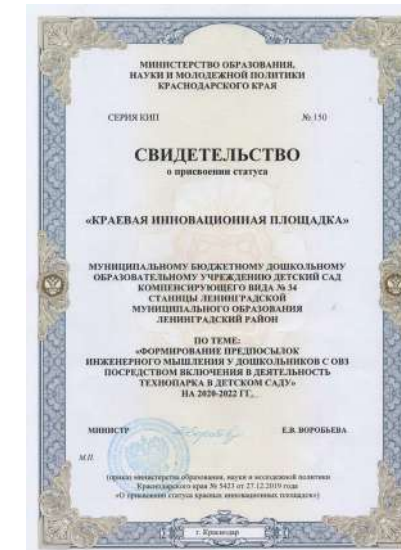 МИНИСТЕРСТВО ОБРАЗОВАНИЯ,
НАУКИ И МОЛОДЕЖНОЙ ПОЛИТИКИ
КРАСНОДАРСКОГО КРАЯ
СЕРИЯ КИП № 150
СВИДЕТЕЛЬСТВО
о присвоении статуса
«КРАЕВАЯ ИННОВАЦИОННАЯ ПЛОЩАДКА»
МУНИЦИПАЛЬНОМУ БЮДЖЕТНОМУ ДОШКОЛЬНОМУ
ОБРАЗОВАТЕЛЬНОМУ УЧРЕЖДЕНИЮ ДЕТСКИЙ САД
КОМПЕНСИРУЮЩЕГО ВИДА № 34
СТАНИЦЫ ЛЕНИНГРАДСКОЙ
МУНИЦИПАЛЬНОГО ОБРАЗОВАНИЯ
ЛЕНИНГРАДСКИЙ РАЙОН
ПО ТЕМЕ:
«ФОРМИРОВАНИЕ ПРЕДПОСЫЛОК
ИНЖЕНЕРНОГО МЫШЛЕНИЯ У ДОШКОЛЬНИКОВ С ОВЗ
ПОСРЕДСТВОМ ВКЛЮЧЕНИЯ В ДЕЯТЕЛЬНОСТЬ
ТЕХНОПАРКА В ДЕТСКОМ САДУ»
НА 2020-2022 ГГ.
МИНИСТР Е.В. ВОРОБЬЕВА
М.П.
(приказ министерства образования, науки и молодежной политики
Краснодарского края № 5423 от 27.12.2019 года
«О присвоении статуса краевых инновационных площадок»)
г. Краснодар